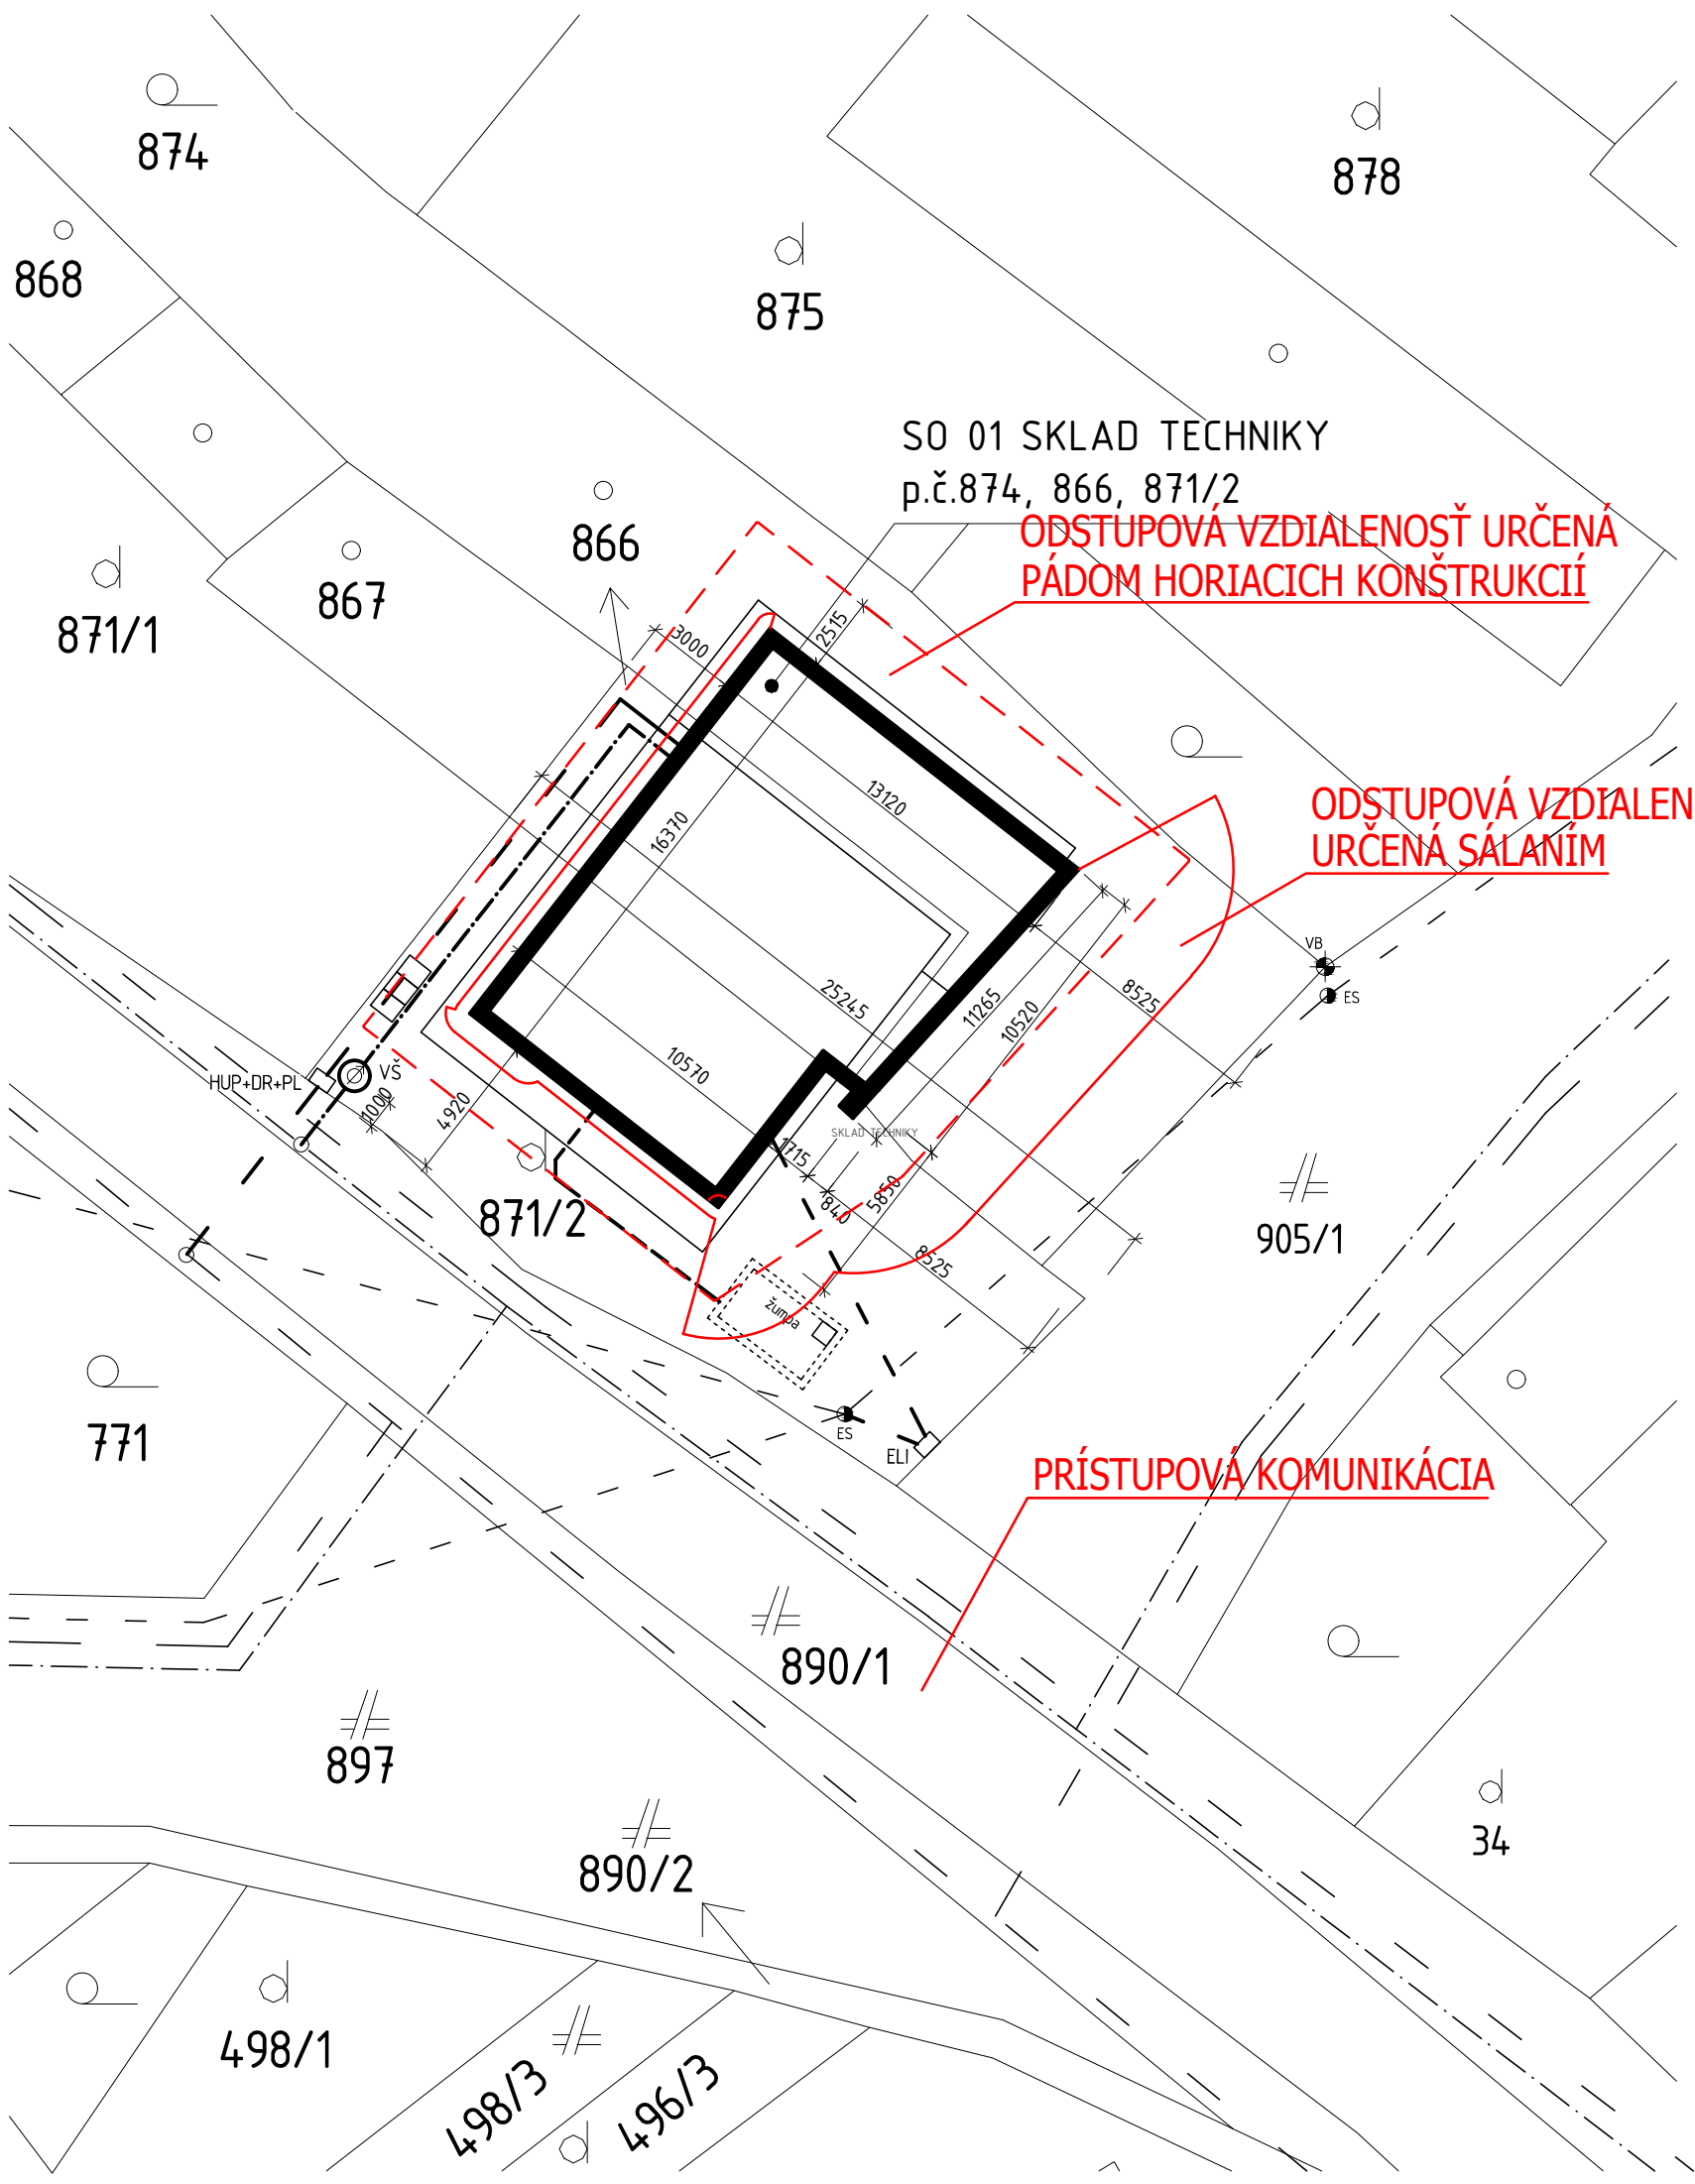 874
878
868
875
SO 01 SKLAD TECHNIKY
p.č.874, 866, 871/2
ODSTUPOVÁ VZDIALENOSŤ URČENÁ
PÁDOM HORIACICH KONŠTRUKCIÍ
866
867
871/1
3000
2515
13120
16370
ODSTUPOVÁ VZDIALEN
URČENÁ SÁLANÍM
VB
ES
8525
25245
11265
10520
10570
HUP+DR+PL
VŠ
1000
4920
SKLAD TECHNIKY
1715
840
5850
871/2
905/1
8525
žumpa
771
ES
ELI
PRÍSTUPOVÁ KOMUNIKÁCIA
890/1
897
34
890/2
498/1
498/3
496/3